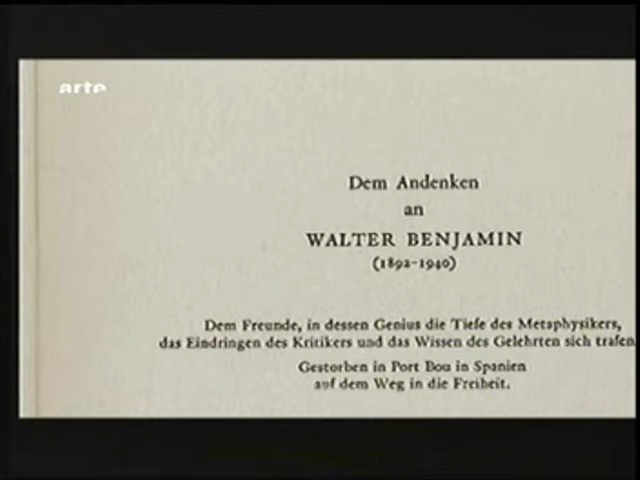 arte
Dem Andenken
an
WALTER BENJAMIN
(1892-1940)
Dem Freunde, in dessen Genius die Tiefe des Metaphysikers,
das Eindringen des Kritikers und das Wissen des Gelehrten sich trafen
Gestorben in Port Bou in Spanien
auf dem Weg in die Freiheit.